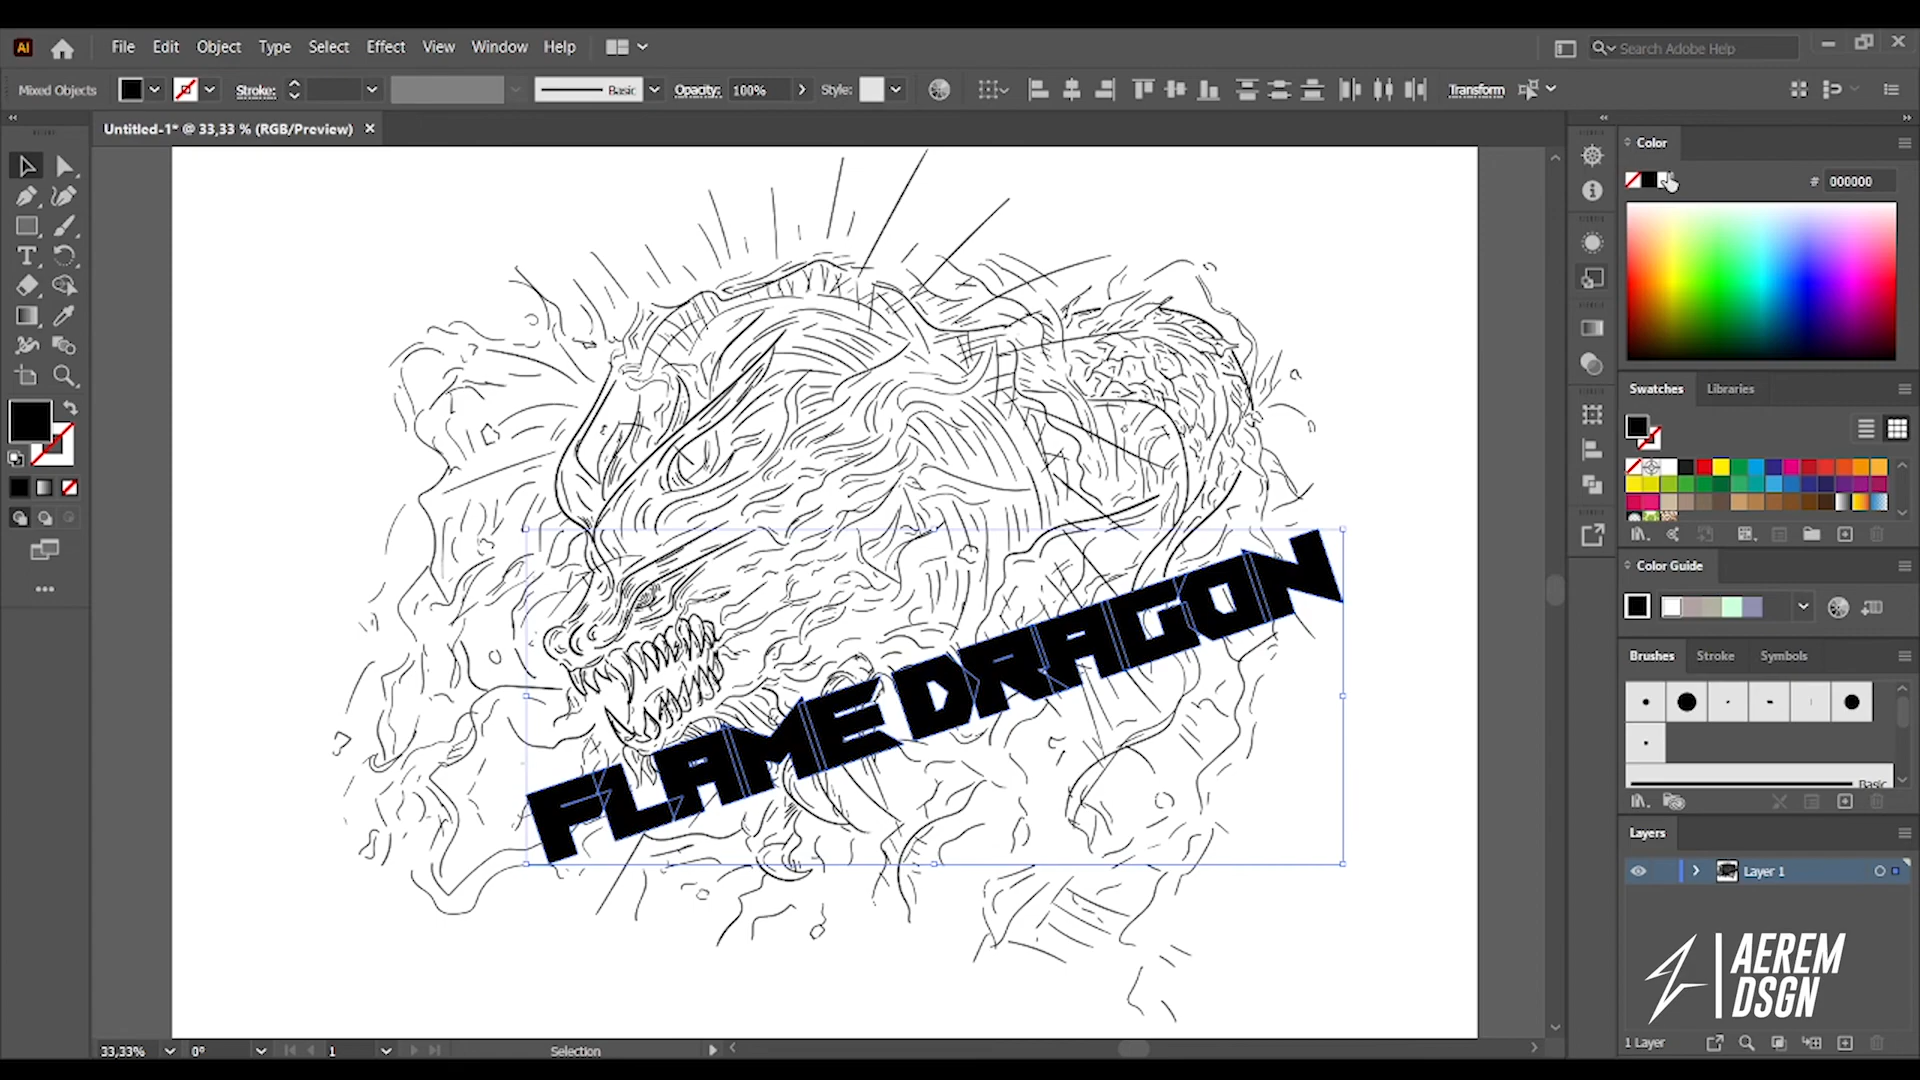 Ai
File Edit Object Type Select Effect View Window Help
Search Adobe Help
Mixed Objects
Stroke:
Basic
Opacity: 100%
Style:
Transform
Untitled-1* @ 33,33 % (RGB/Preview)
Color
# 000000
Swatches Libraries
Color Guide
Brushes Stroke Symbols
Basic
Layers
Layer 1
FLAME DRAGON
AEREM
DSGN
1 Layer
33,33% 0° 1 Selection